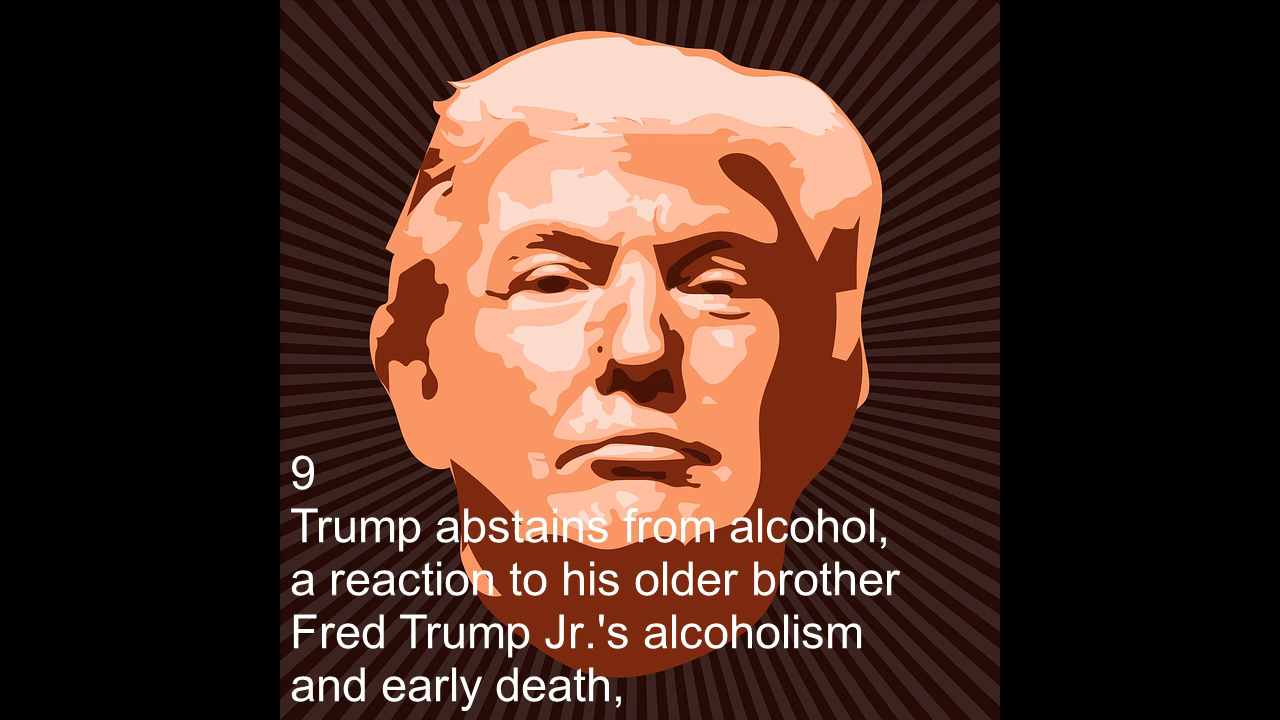 9
Trump abstains from alcohol,
a reaction to his older brother
Fred Trump Jr.'s alcoholism
and early death,